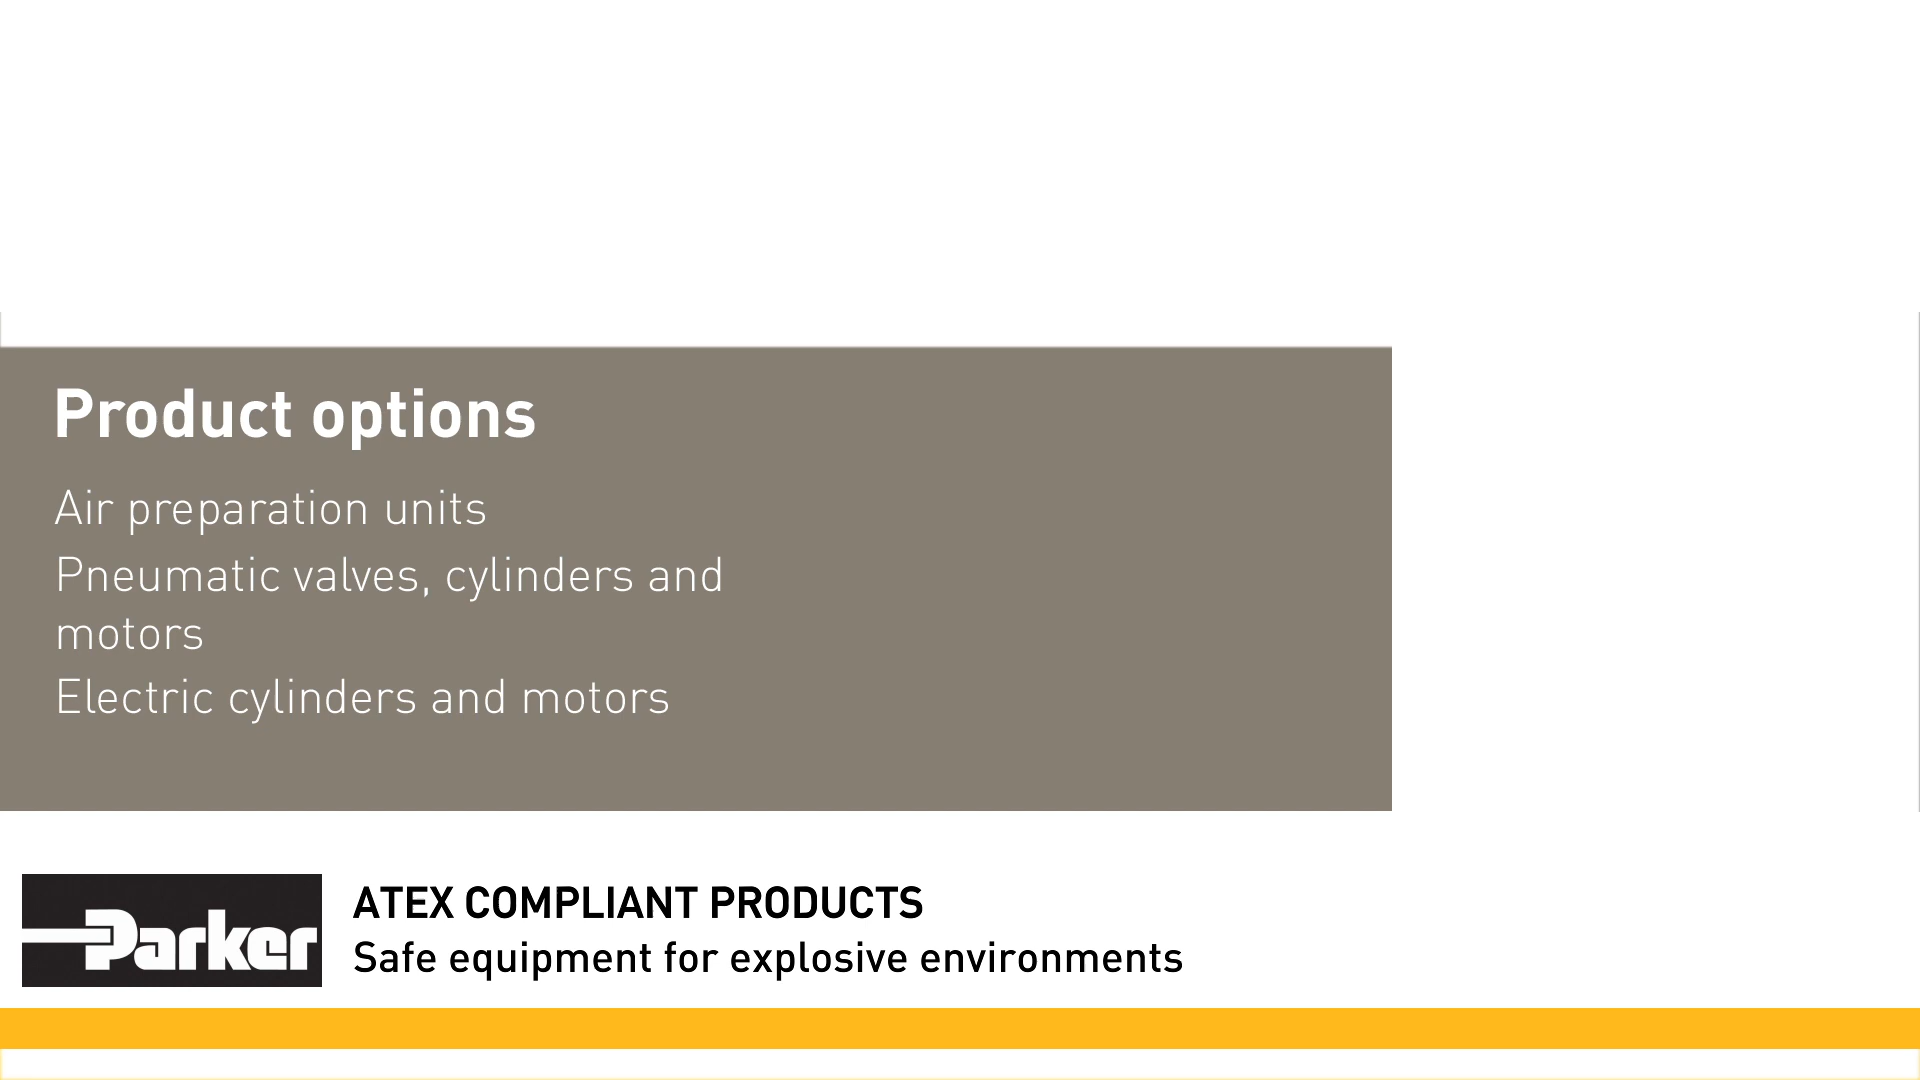 Product options
Air preparation units
Pneumatic valves, cylinders and
motors
Electric cylinders and motors
Parker
ATEX COMPLIANT PRODUCTS
Safe equipment for explosive environments